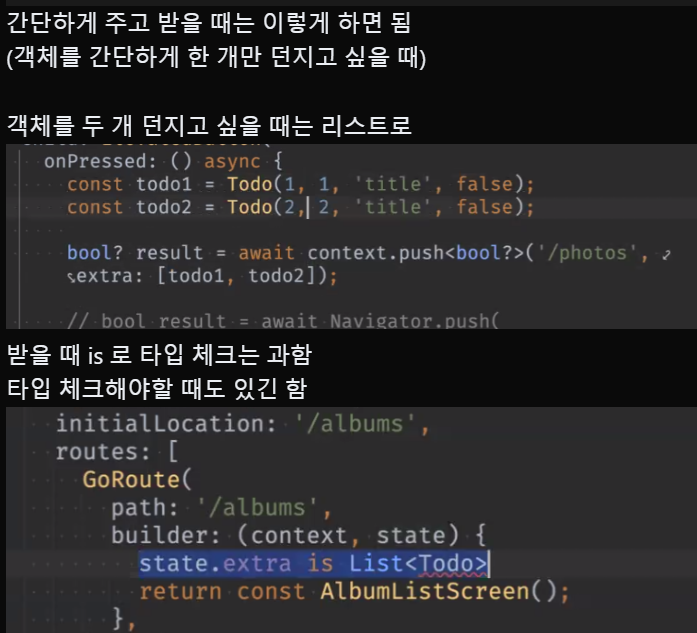 간단하게 주고 받을 때는 이렇게 하면 됨
(객체를 간단하게 한 개만 던지고 싶을 때)
객체를 두 개 던지고 싶을 때는 리스트로
onPressed: () async {
const todo1 = Todo(1, 1, 'title', false);
const todo2 = Todo(2, 2, 'title', false);
bool? result = await context.push<bool?>('/photos',
extra: [todo1, todo2]);
// bool result = await Navigator.push(
받을 때 is 로 타입 체크는 과함
타입 체크해야할 때도 있긴 함
initialLocation: '/albums',
routes: [
GoRoute(
path: '/albums',
builder: (context, state) {
state.extra is List<Todo>
return const AlbumListScreen();
},